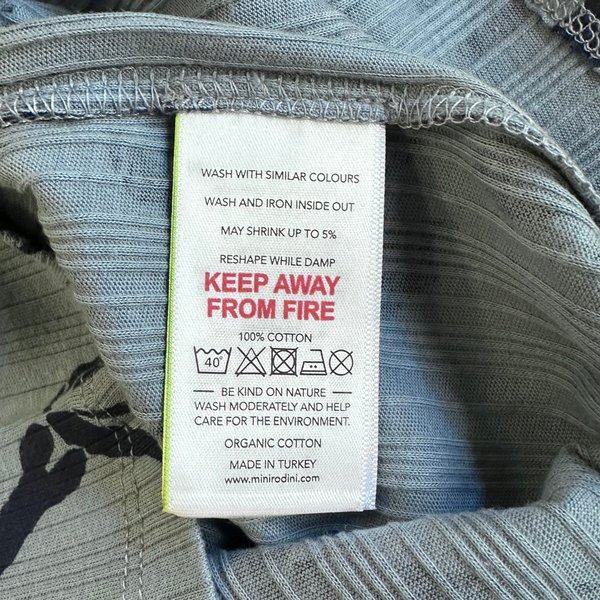 WASH WITH SIMILAR COLOURS
WASH AND IRON INSIDE OUT
MAY SHRINK UP TO 5%
RESHAPE WHILE DAMP
KEEP AWAY
FROM FIRE
100% COTTON
40°
BE KIND ON NATURE
WASH MODERATELY AND HELP
CARE FOR THE ENVIRONMENT.
ORGANIC COTTON
MADE IN TURKEY
www.minirodini.com